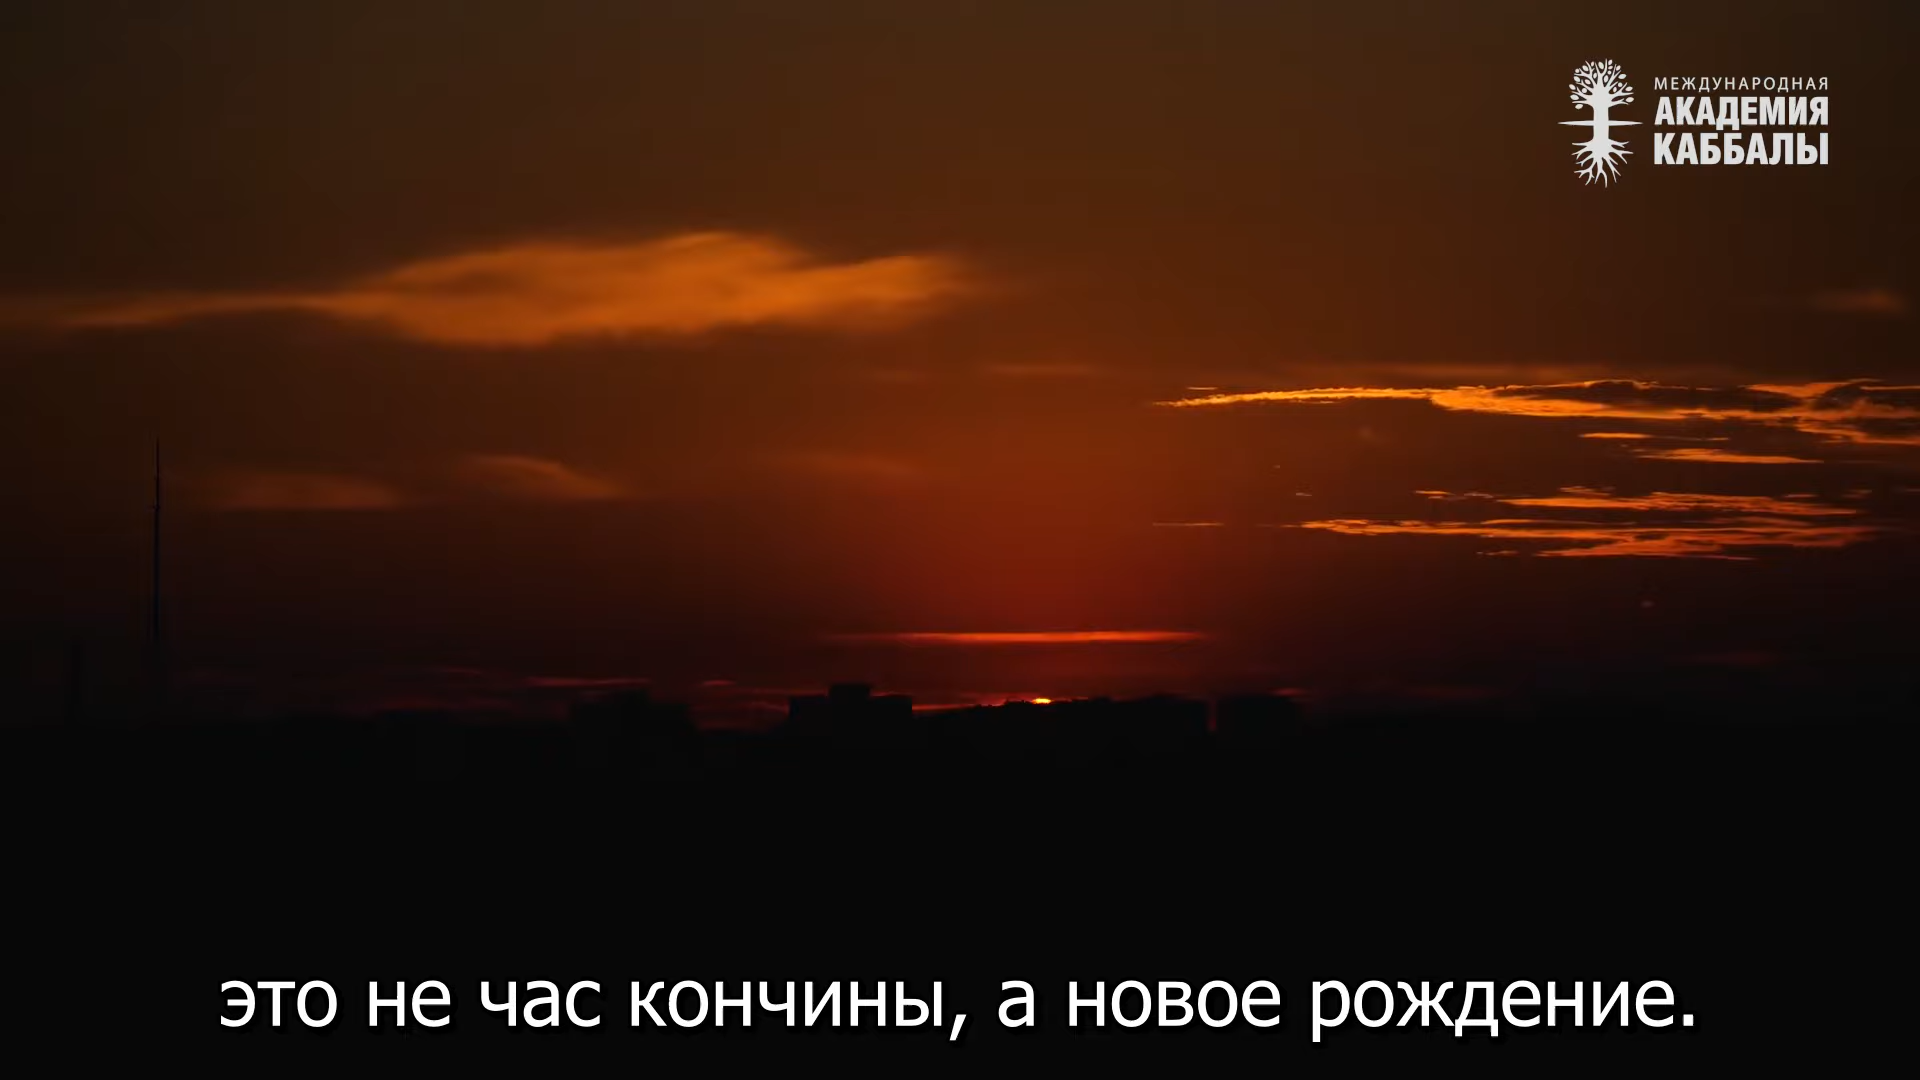 МЕЖДУНАРОДНАЯ
АКАДЕМИЯ
КАББАЛЫ
это не час кончины, а новое рождение.